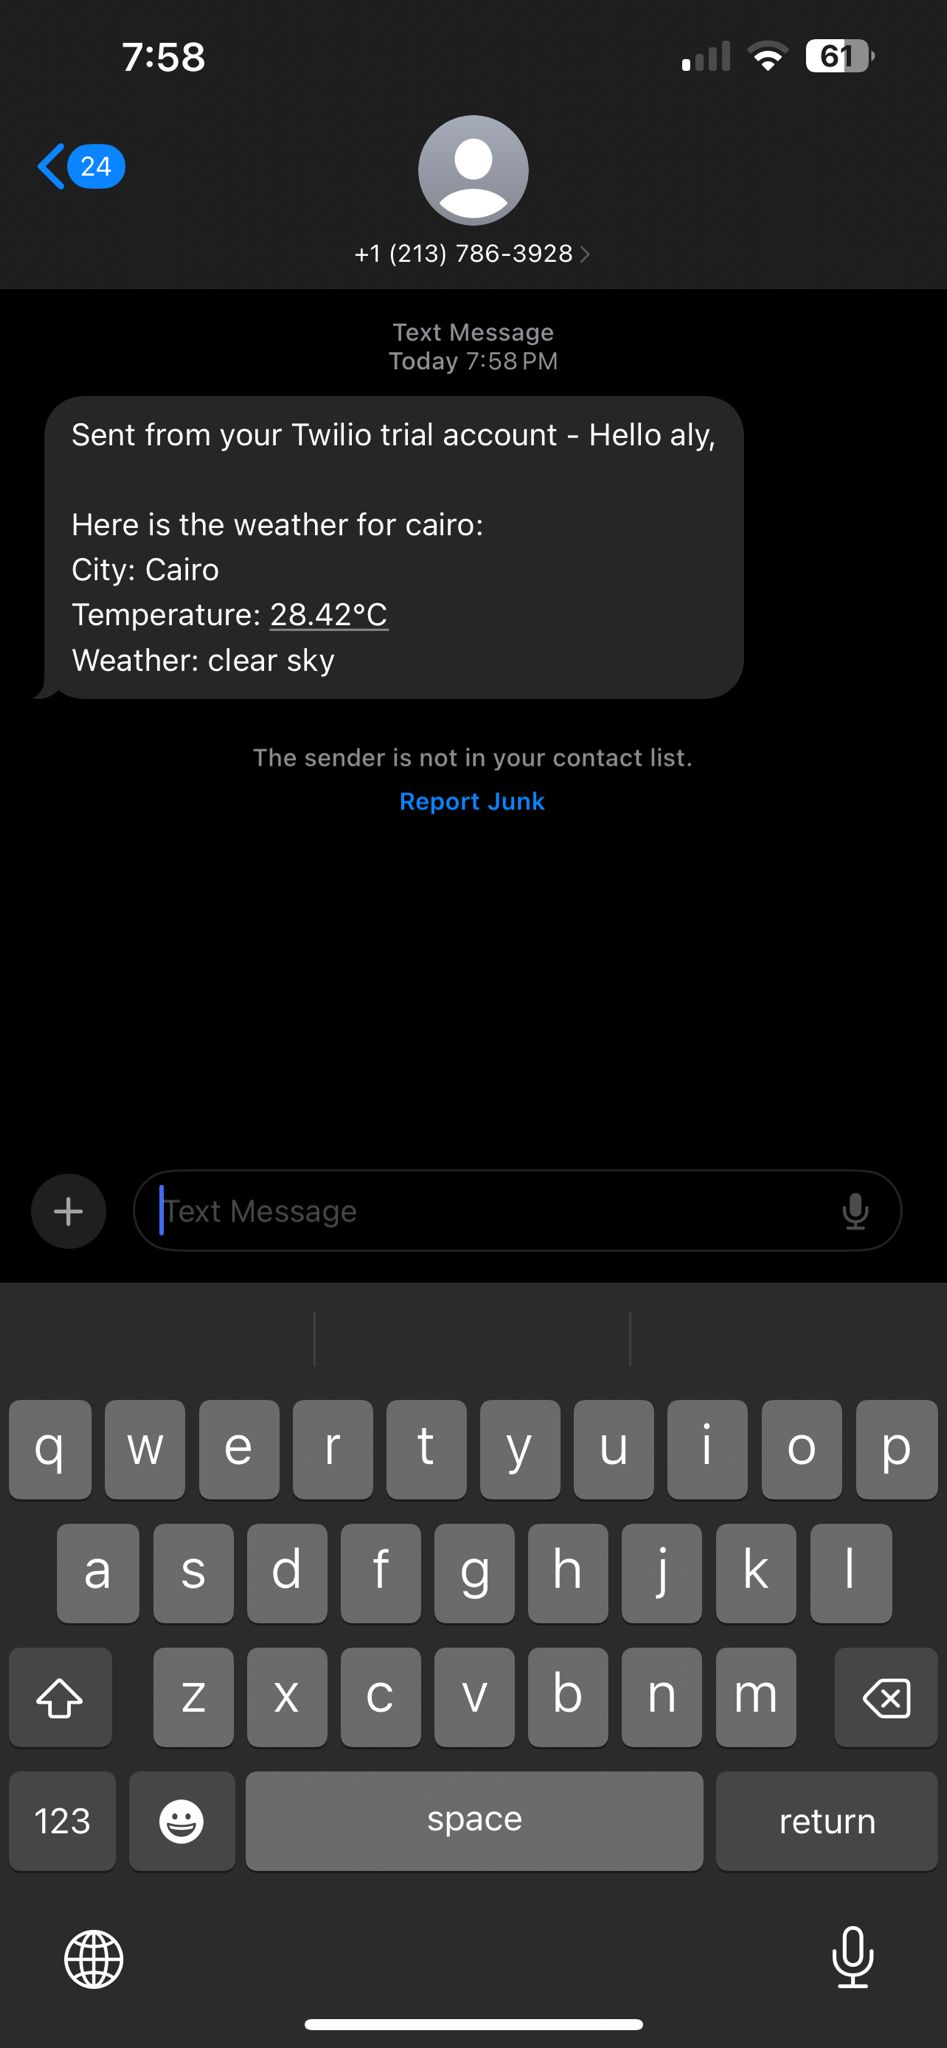 7:58
61
24
+1 (213) 786-3928
Text Message
Today 7:58 PM
Sent from your Twilio trial account - Hello aly,
Here is the weather for cairo:
City: Cairo
Temperature: 28.42°C
Weather: clear sky
The sender is not in your contact list.
Report Junk
Text Message
q w e r t y u i o p
a s d f g h j k l
z x c v b n m
123 space return